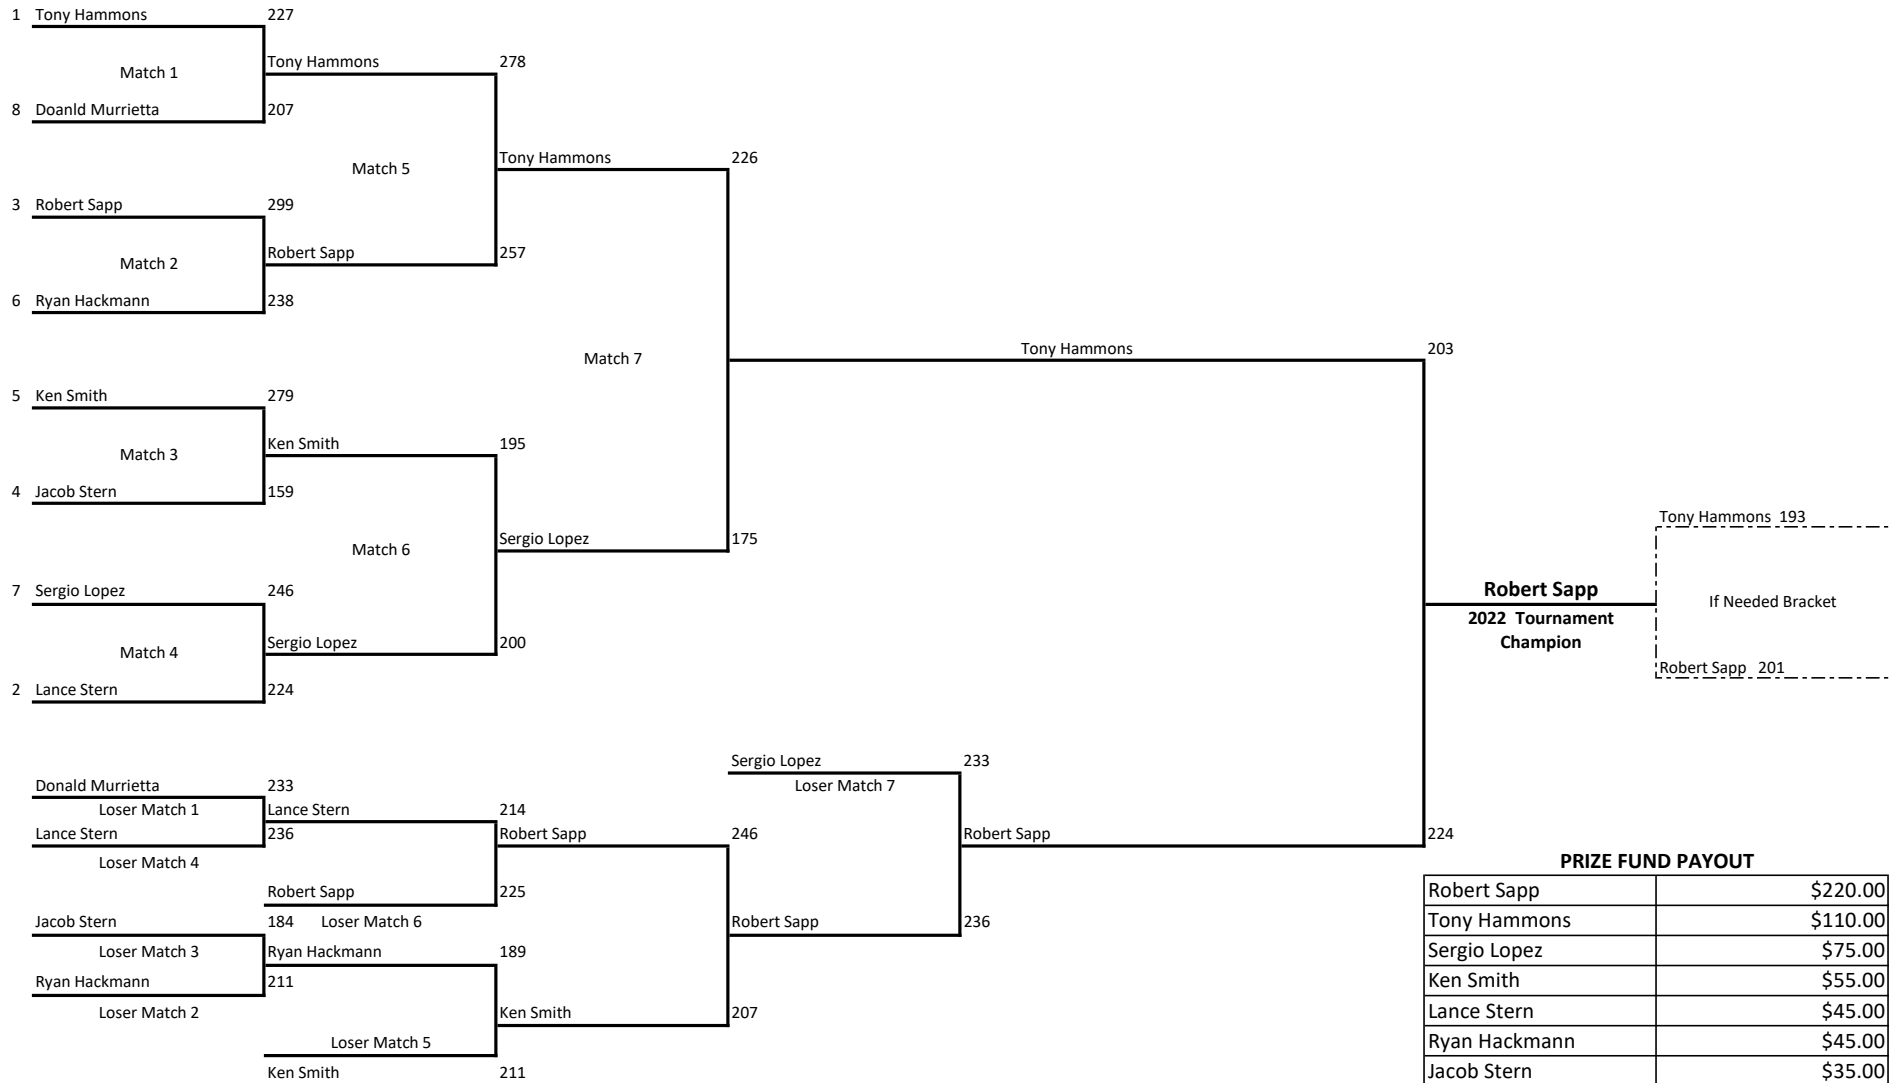 1 Tony Hammons 227
Tony Hammons 278
Match 1
8 Doanld Murrietta 207
Tony Hammons 226
Match 5
3 Robert Sapp 299
Robert Sapp 257
Match 2
6 Ryan Hackmann 238
Tony Hammons 203
Match 7
5 Ken Smith 279
Ken Smith 195
Match 3
4 Jacob Stern 159
Tony Hammons 193
Sergio Lopez 175
Match 6
7 Sergio Lopez 246
Robert Sapp
If Needed Bracket
2022 Tournament
Champion
Sergio Lopez 200
Match 4
Robert Sapp 201
2 Lance Stern 224
Sergio Lopez 233
Donald Murrietta 233
Loser Match 7
Loser Match 1
Lance Stern 214
Lance Stern 236
Robert Sapp 246
Robert Sapp 224
Loser Match 4
PRIZE FUND PAYOUT
Robert Sapp 225
Robert Sapp $220.00
Jacob Stern 184 Loser Match 6
Robert Sapp 236
Tony Hammons $110.00
Loser Match 3
Ryan Hackmann 189
Sergio Lopez $75.00
Ryan Hackmann 211
Ken Smith $55.00
Loser Match 2
Ken Smith 207
Lance Stern $45.00
Loser Match 5
Ryan Hackmann $45.00
Ken Smith 211
Jacob Stern $35.00